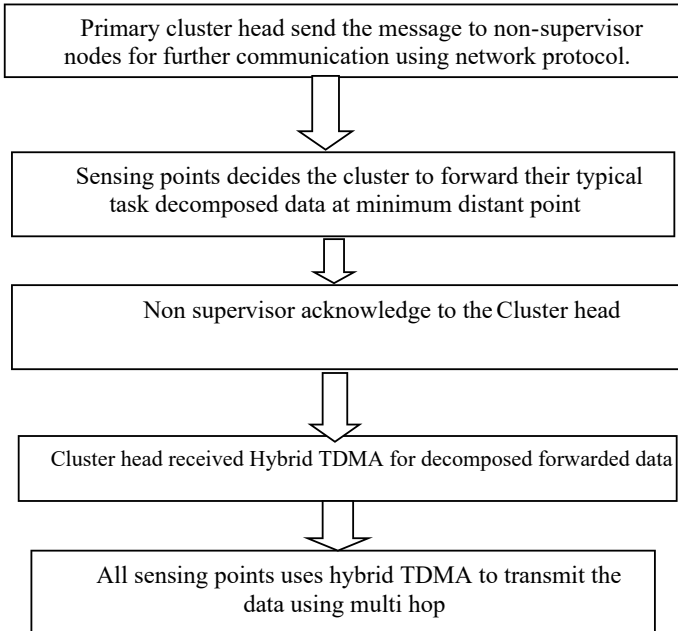 Primary cluster head send the message to non-supervisor
nodes for further communication using network protocol.
Sensing points decides the cluster to forward their typical
task decomposed data at minimum distant point
Non supervisor acknowledge to the Cluster head
Cluster head received Hybrid TDMA for decomposed forwarded data
All sensing points uses hybrid TDMA to transmit the
data using multi hop